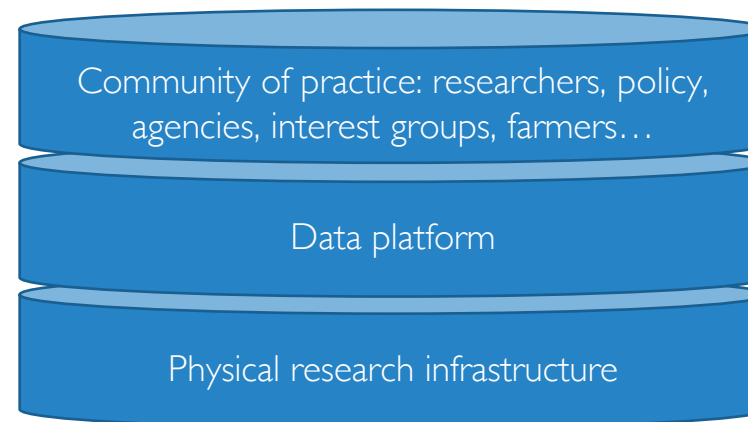 Community of practice: researchers, policy,
agencies, interest groups, farmers…
Data platform
Physical research infrastructure